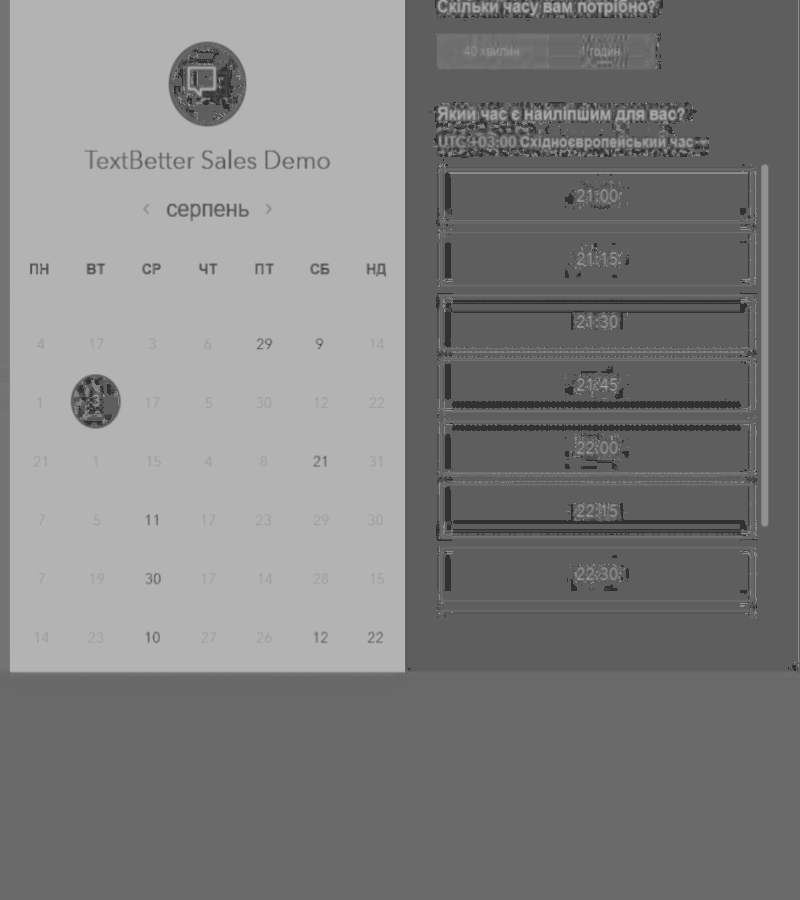 TextBetter Sales Demo
‹ серпень ›
ПН ВТ СР ЧТ ПТ СБ НД
4 17 3 6 29 9 14
1 3 17 5 30 12 22
21 1 15 4 8 21 31
7 5 11 17 23 29 30
7 19 30 17 14 28 15
14 23 10 27 26 12 22
Скільки часу вам потрібно?
40 хвилин 4 годин
Який час є найліпшим для вас?
UTC +03:00 Східноєвропейський час
21:00
21:15
21:30
21:45
22:00
22:15
22:30